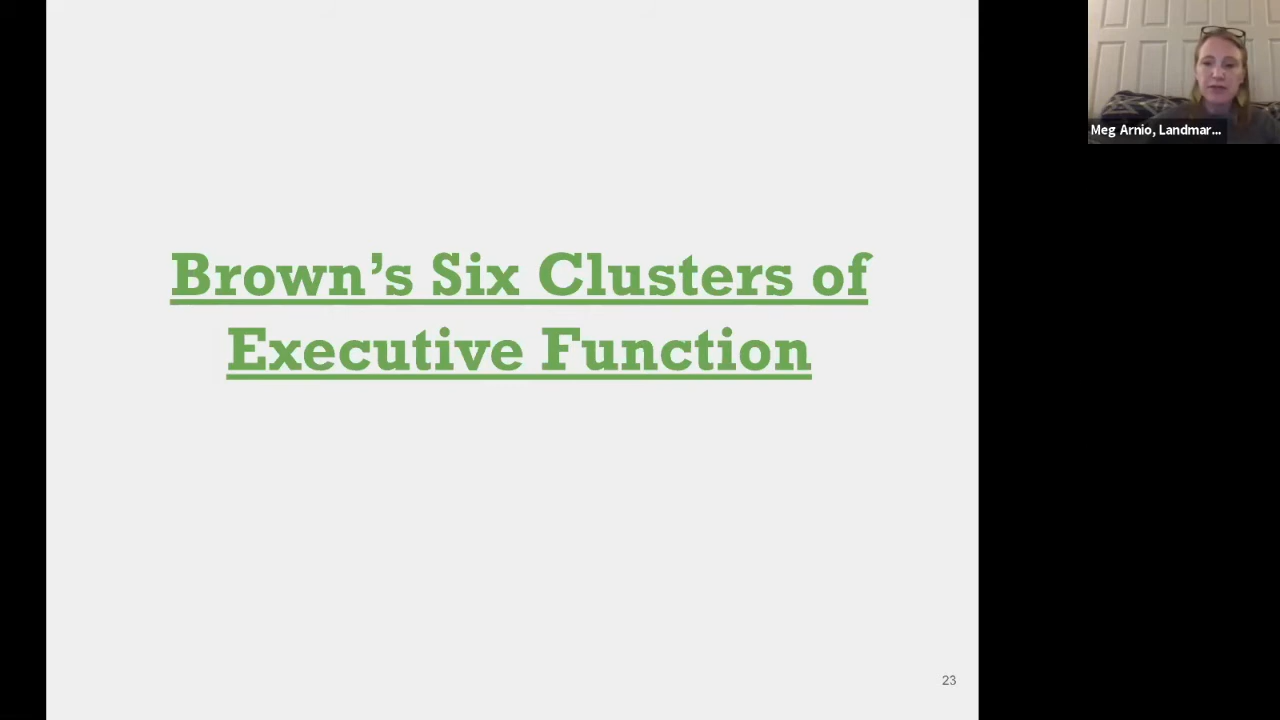 Brown’s Six Clusters of
Executive Function
23
Meg Arnio, Landmar...